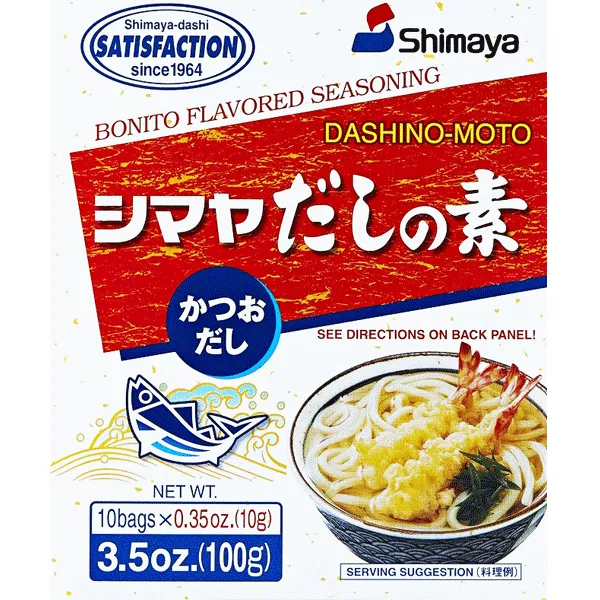 Shimaya-dashi
SATISFACTION
since1964
Shimaya
BONITO FLAVORED SEASONING
DASHINO-MOTO
シマヤだしの素
かつお
だし
SEE DIRECTIONS ON BACK PANEL!
NET WT.
10bags×0.35oz.(10g)
3.5oz.(100g)
SERVING SUGGESTION (料理例)